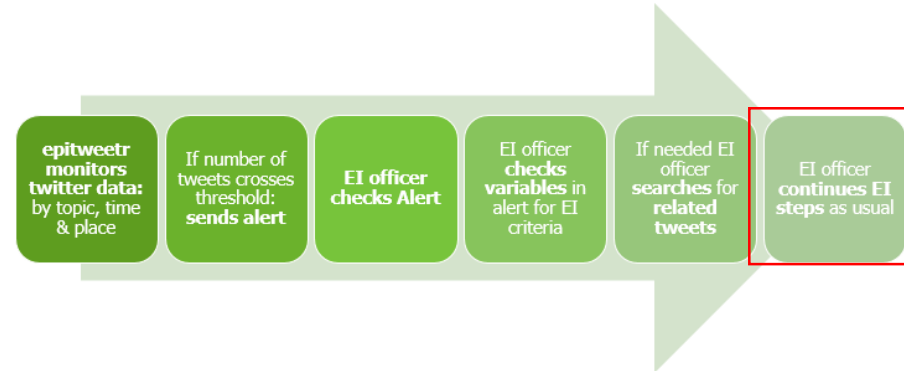 epitweetr
monitors
twitter data:
by topic, time
& place
If number of
tweets crosses
threshold:
sends alert
EI officer
checks Alert
EI officer
checks
variables in
alert for EI
criteria
If needed EI
officer
searches for
related
tweets
EI officer
continues EI
steps as usual